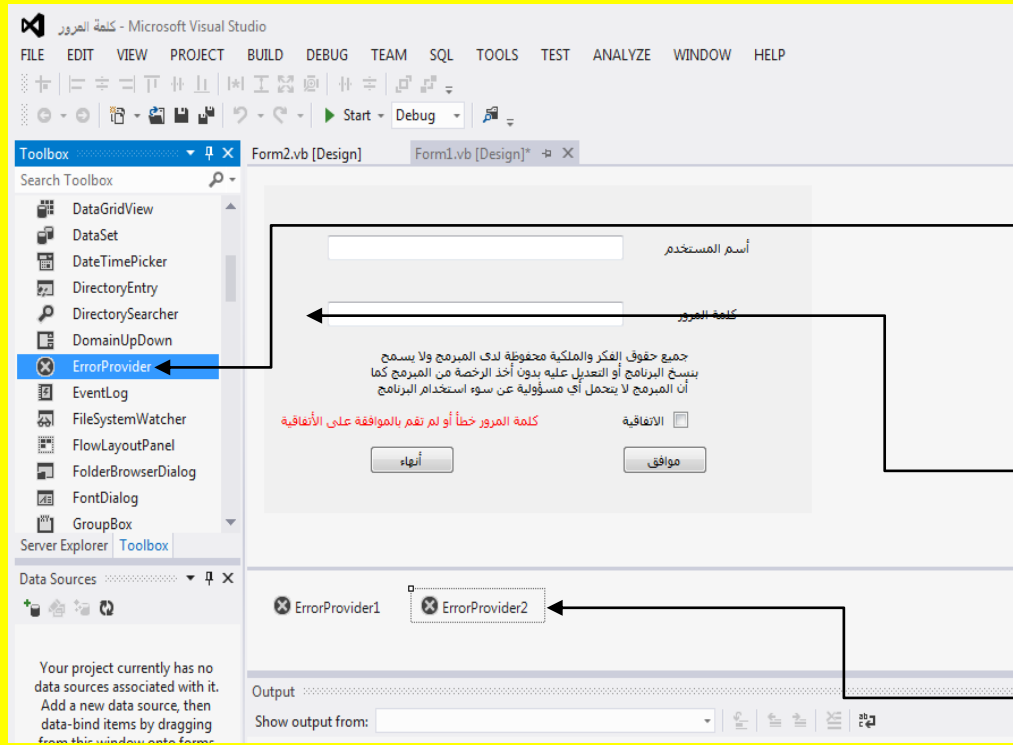 كلمة المرور - Microsoft Visual Studio
FILE EDIT VIEW PROJECT BUILD DEBUG TEAM SQL TOOLS TEST ANALYZE WINDOW HELP
Start Debug
Toolbox
Form2.vb [Design] Form1.vb [Design]*
Search Toolbox
DataGridView
DataSet
DateTimePicker
DirectoryEntry
DirectorySearcher
DomainUpDown
ErrorProvider
EventLog
FileSystemWatcher
FlowLayoutPanel
FolderBrowserDialog
FontDialog
GroupBox
Server Explorer Toolbox
أسم المستخدم
كلمة المرور
جميع حقوق الفكر والملكية محفوظة لدى المبرمج ولا يسمح
بنسخ البرنامج أو التعديل عليه بدون أخذ الرخصة من المبرمج كما
أن المبرمج لا يتحمل أي مسؤولية عن سوء استخدام البرنامج
الاتفاقية
كلمة المرور خطأ أو لم تقم بالموافقة على الأتفاقية
موافق
أنهاء
Data Sources
ErrorProvider1 ErrorProvider2
Your project currently has no
data sources associated with it.
Add a new data source, then
data-bind items by dragging
from this window onto forms
Output
Show output from: